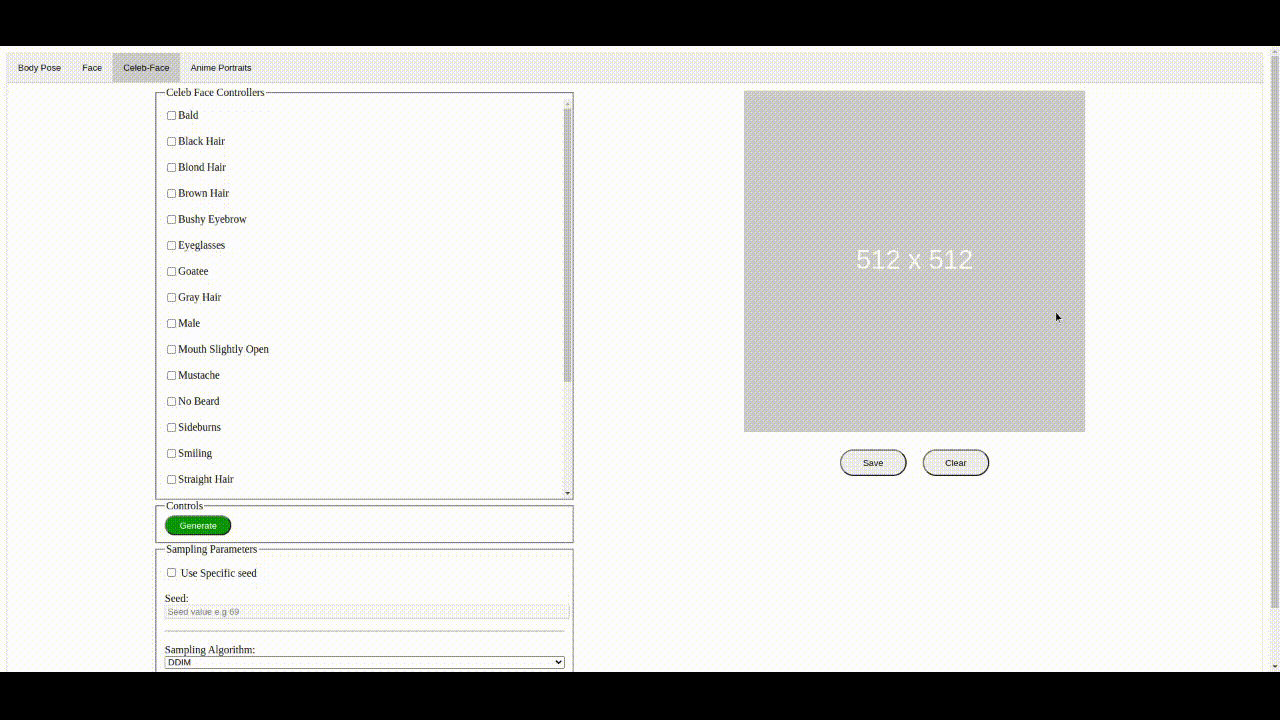 Body Pose Face Celeb-Face Anime Portraits
Celeb Face Controllers
Bald
Black Hair
Blond Hair
Brown Hair
Bushy Eyebrow
Eyeglasses
Goatee
Gray Hair
Male
Mouth Slightly Open
Mustache
No Beard
Sideburns
Smiling
Straight Hair
Controls
Generate
Sampling Parameters
Use Specific seed
Seed:
Seed value e.g 69
Sampling Algorithm:
DDIM
512 x 512
Save Clear